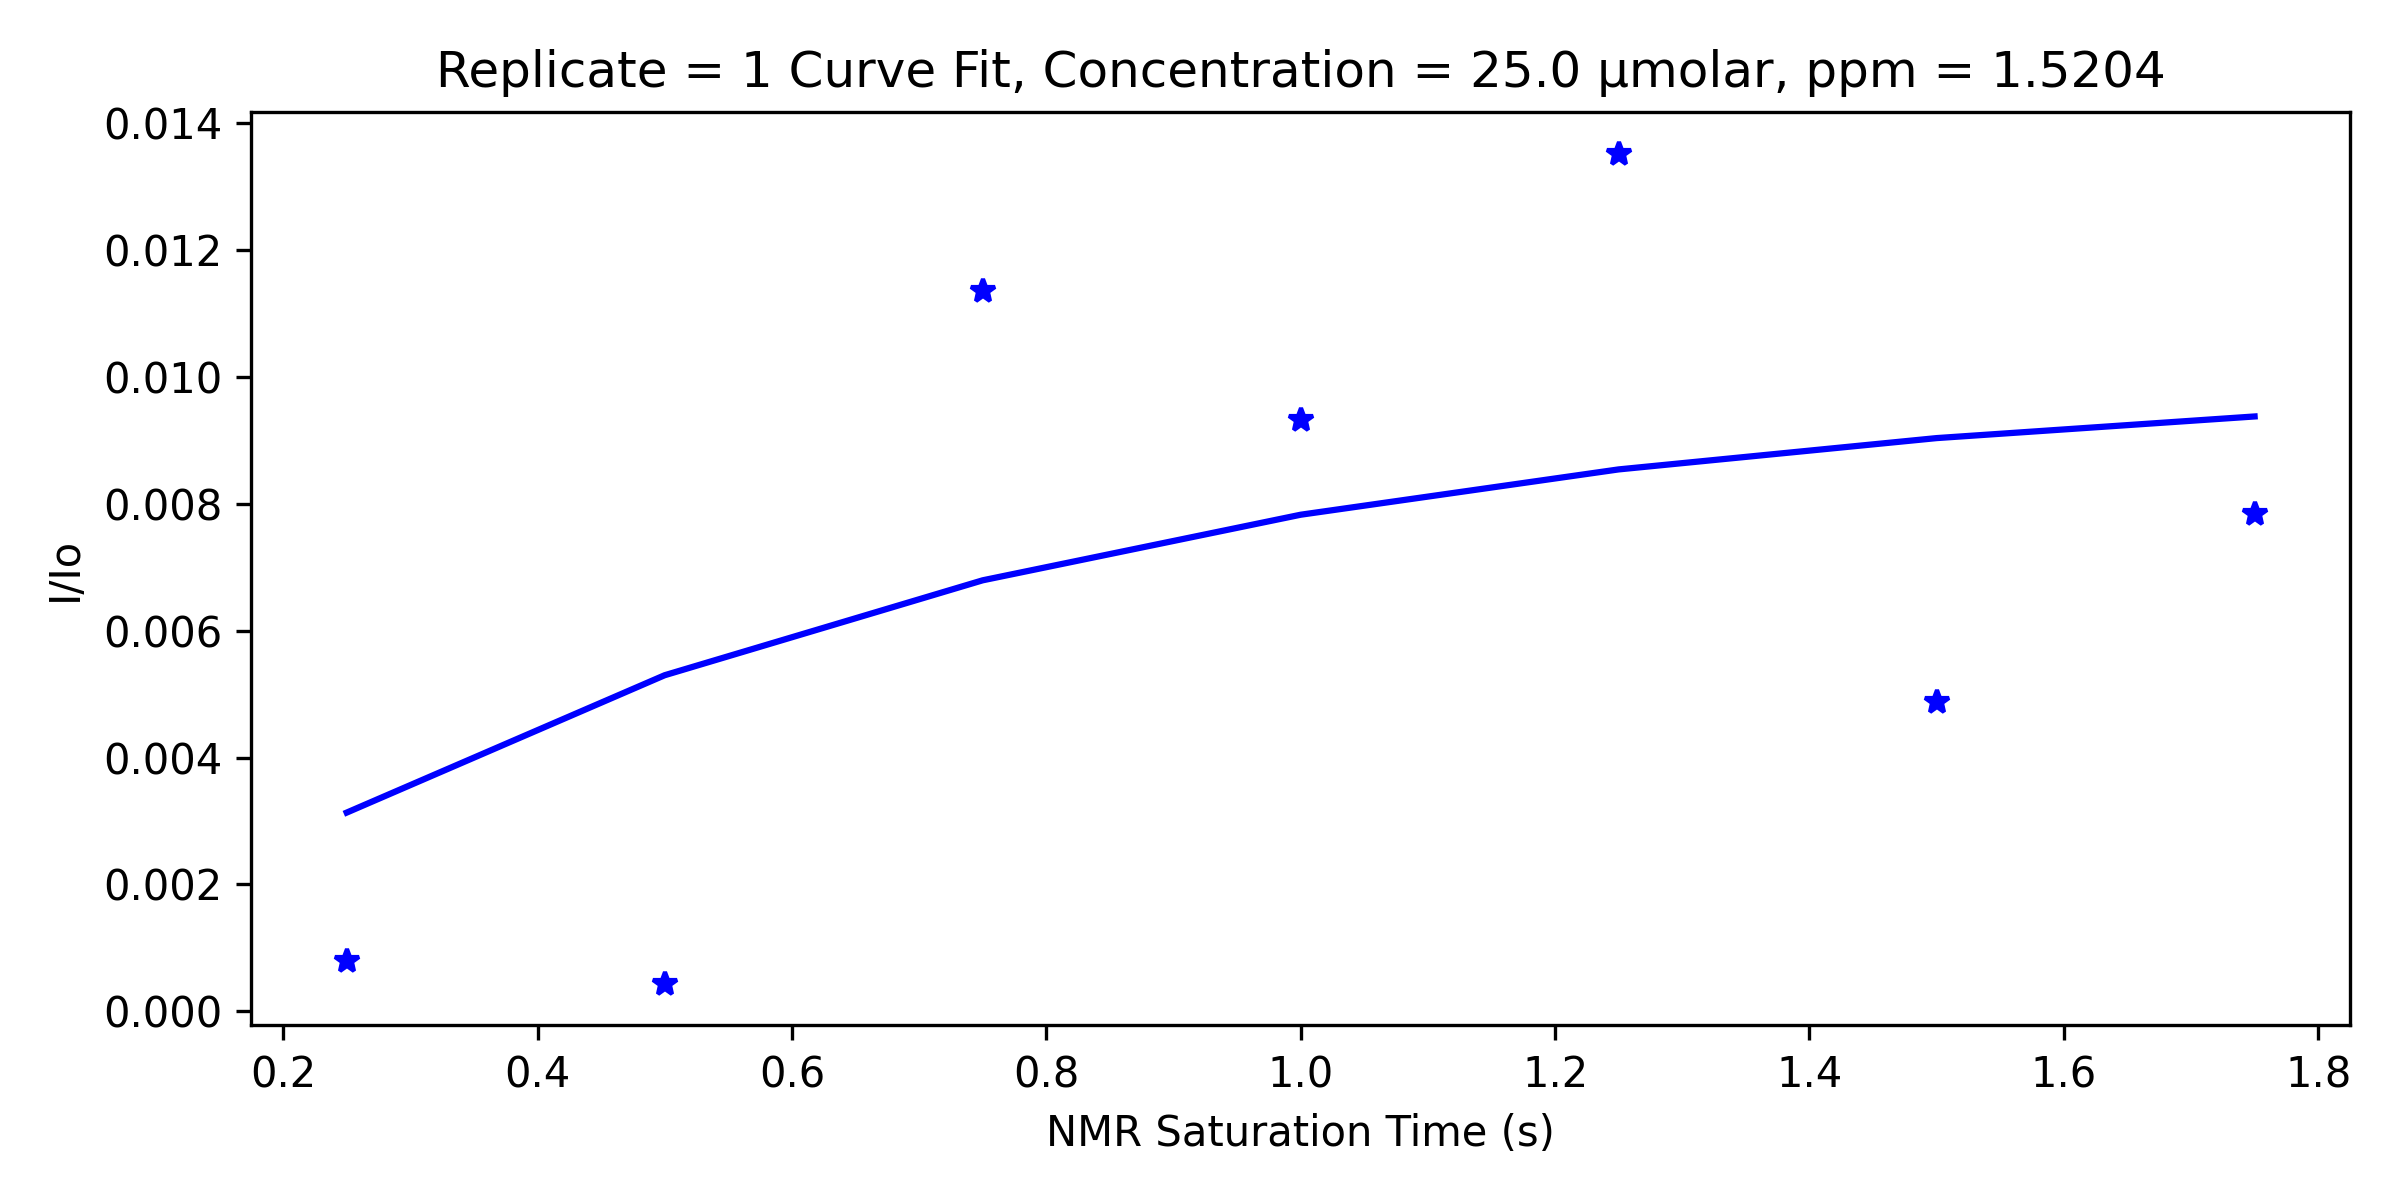 Replicate = 1 Curve Fit, Concentration = 25.0 μmolar, ppm = 1.5204
0.014
0.012
0.010
0.008
0.006
0.004
0.002
0.000
I/Io
0.2 0.4 0.6 0.8 1.0 1.2 1.4 1.6 1.8
NMR Saturation Time (s)